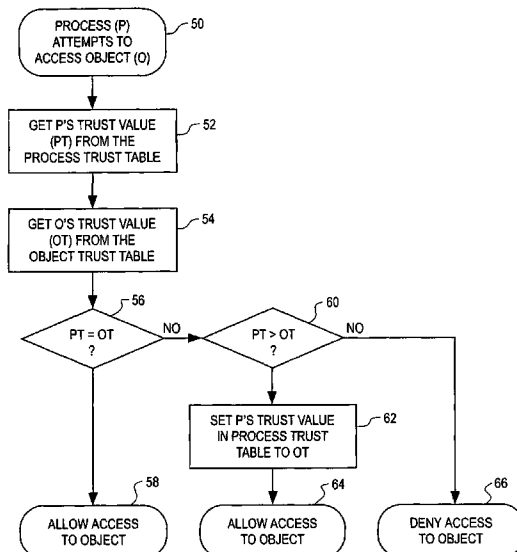 PROCESS (P)
ATTEMPTS TO
ACCESS OBJECT (O)
50
GET P'S TRUST VALUE
(PT) FROM THE
PROCESS TRUST TABLE
52
GET O'S TRUST VALUE
(OT) FROM THE
OBJECT TRUST TABLE
54
PT = OT
?
56
NO
PT > OT
?
60
NO
SET P'S TRUST VALUE
IN PROCESS TRUST
TABLE TO OT
62
ALLOW ACCESS
TO OBJECT
58
ALLOW ACCESS
TO OBJECT
64
DENY ACCESS
TO OBJECT
66